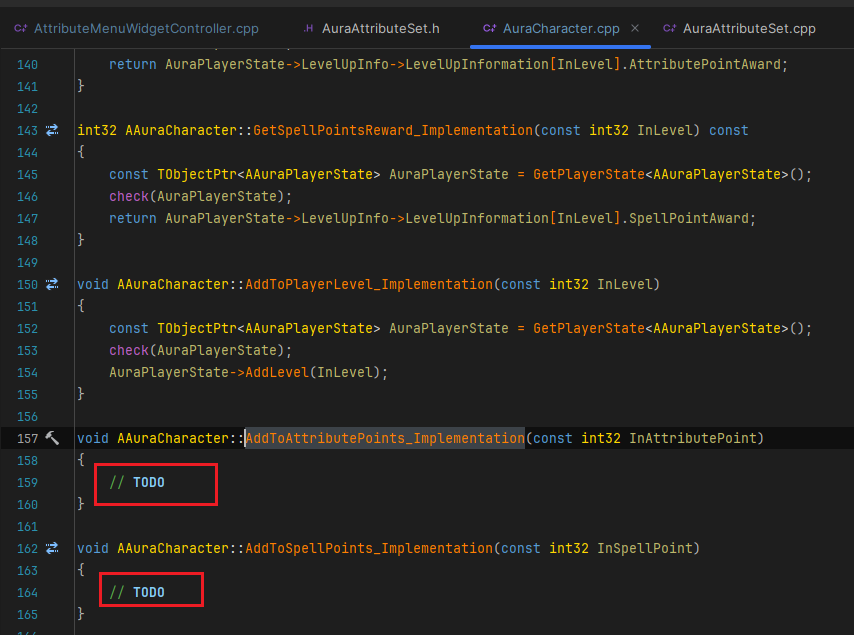 AttributeMenuWidgetController.cpp .H AuraAttributeSet.h AuraCharacter.cpp × AuraAttributeSet.cpp
140 return AuraPlayerState->LevelUpInfo->LevelUpInformation[InLevel].AttributePointAward;
141 }
142
143 int32 AAuraCharacter::GetSpellPointsReward_Implementation(const int32 InLevel) const
144 {
145 const TObjectPtr<AAuraPlayerState> AuraPlayerState = GetPlayerState<AAuraPlayerState>();
146 check(AuraPlayerState);
147 return AuraPlayerState->LevelUpInfo->LevelUpInformation[InLevel].SpellPointAward;
148 }
149
150 void AAuraCharacter::AddToPlayerLevel_Implementation(const int32 InLevel)
151 {
152 const TObjectPtr<AAuraPlayerState> AuraPlayerState = GetPlayerState<AAuraPlayerState>();
153 check(AuraPlayerState);
154 AuraPlayerState->AddLevel(InLevel);
155 }
156
157 void AAuraCharacter::AddToAttributePoints_Implementation(const int32 InAttributePoint)
158 {
159 // TODO
160 }
161
162 void AAuraCharacter::AddToSpellPoints_Implementation(const int32 InSpellPoint)
163 {
164 // TODO
165 }